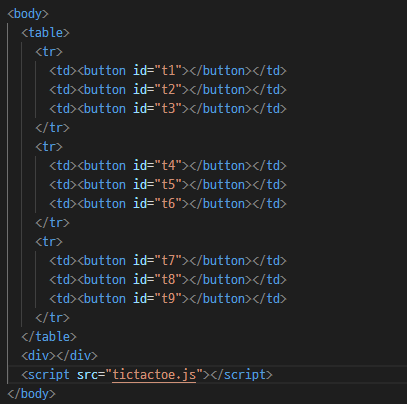 <body>
<table>
<tr>
<td><button id="t1"></button></td>
<td><button id="t2"></button></td>
<td><button id="t3"></button></td>
</tr>
<tr>
<td><button id="t4"></button></td>
<td><button id="t5"></button></td>
<td><button id="t6"></button></td>
</tr>
<tr>
<td><button id="t7"></button></td>
<td><button id="t8"></button></td>
<td><button id="t9"></button></td>
</tr>
</table>
<div></div>
<script src="tictactoe.js"></script>
</body>